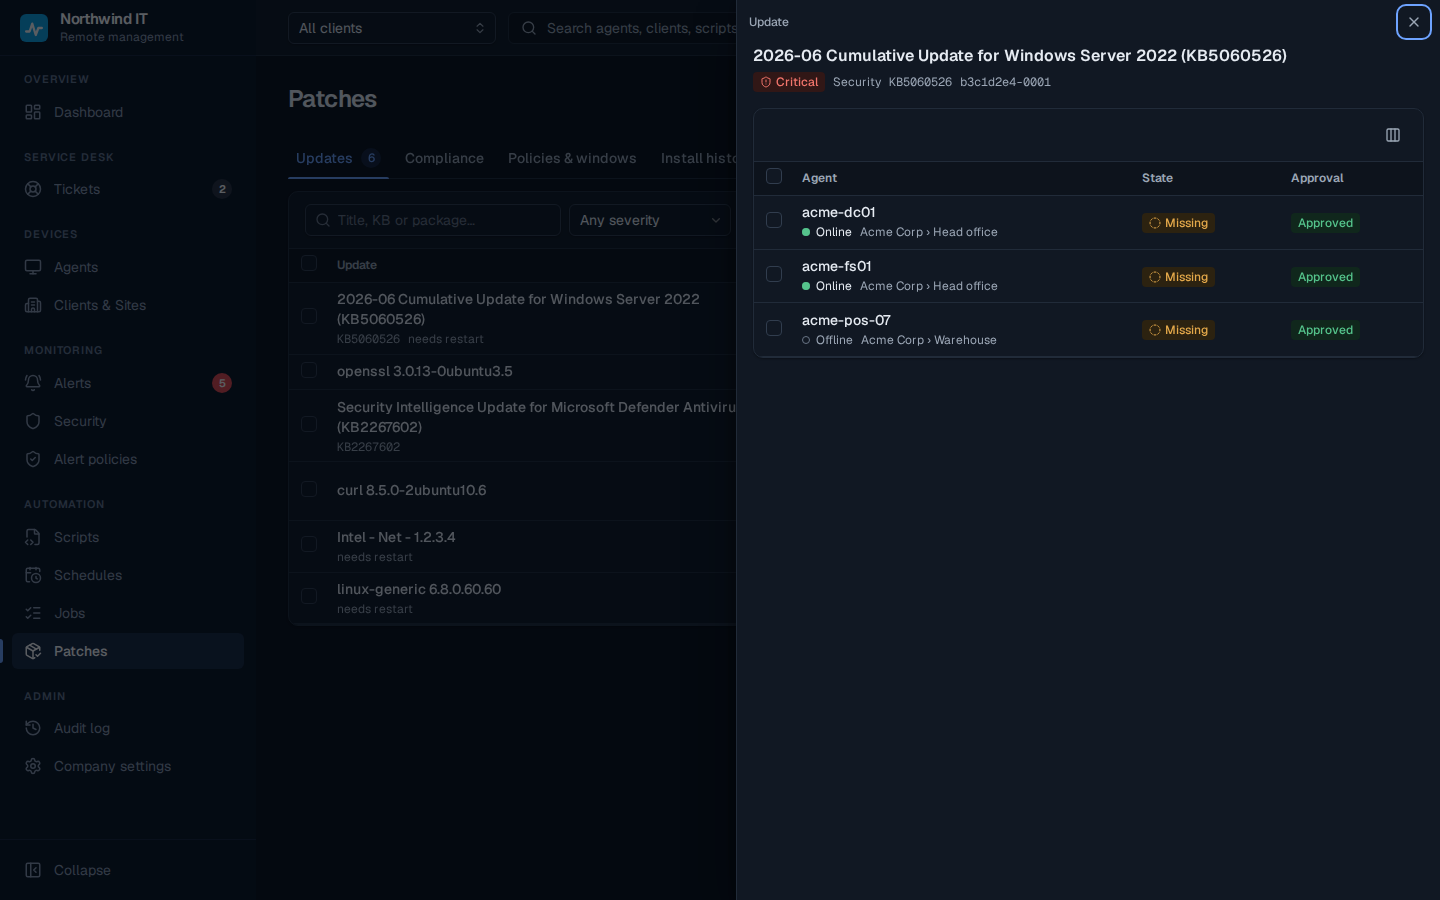 Northwind IT
Remote management
OVERVIEW
Dashboard
SERVICE DESK
Tickets
2
DEVICES
Agents
Clients & Sites
MONITORING
Alerts
5
Security
Alert policies
AUTOMATION
Scripts
Schedules
Jobs
Patches
ADMIN
Audit log
Company settings
Collapse
All clients
Search agents, clients, scripts
Patches
Updates 6
Compliance
Policies & windows
Install histo
Title, KB or package...
Any severity
Update
2026-06 Cumulative Update for Windows Server 2022
(KB5060526)
KB5060526 needs restart
openssl 3.0.13-0ubuntu3.5
Security Intelligence Update for Microsoft Defender Antiviru
(KB2267602)
KB2267602
curl 8.5.0-2ubuntu10.6
Intel - Net - 1.2.3.4
needs restart
linux-generic 6.8.0.60.60
needs restart
Update
2026-06 Cumulative Update for Windows Server 2022 (KB5060526)
Critical Security KB5060526 b3c1d2e4-0001
Agent State Approval
acme-dc01
Online Acme Corp › Head office
Missing
Approved
acme-fs01
Online Acme Corp › Head office
Missing
Approved
acme-pos-07
Offline Acme Corp › Warehouse
Missing
Approved